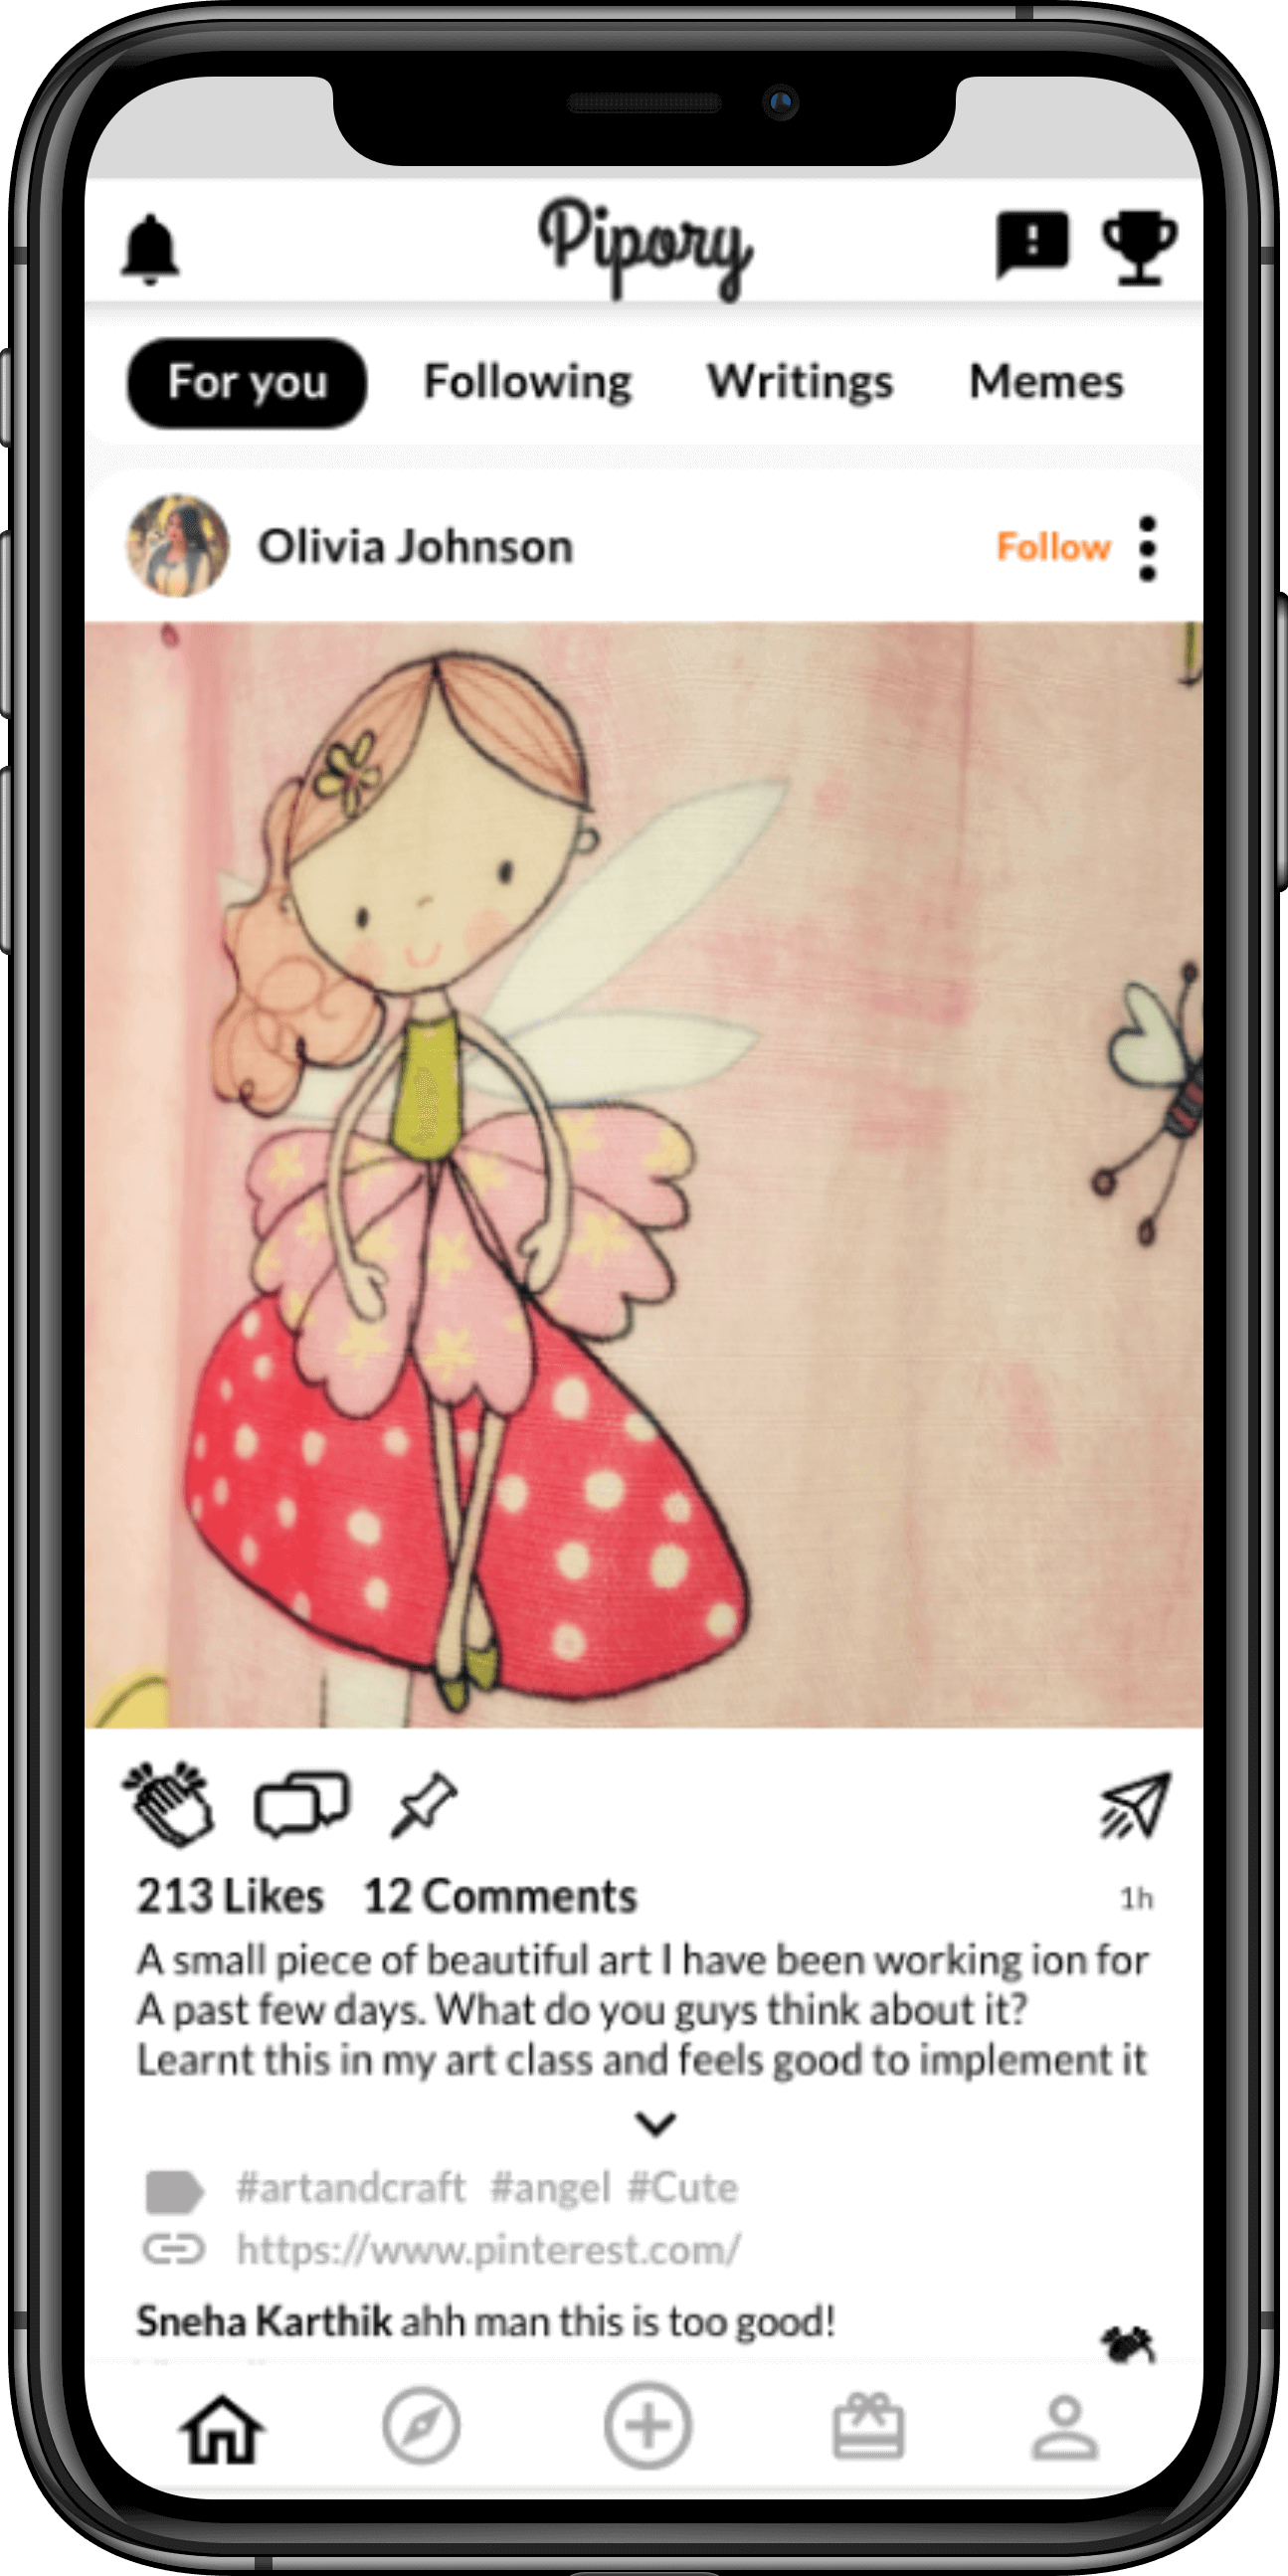 Pipory
For you Following Writings Memes
Olivia Johnson Follow
213 Likes 12 Comments 1h
A small piece of beautiful art I have been working ion for
A past few days. What do you guys think about it?
Learnt this in my art class and feels good to implement it
#artandcraft #angel #Cute
https://www.pinterest.com/
Sneha Karthik ahh man this is too good!